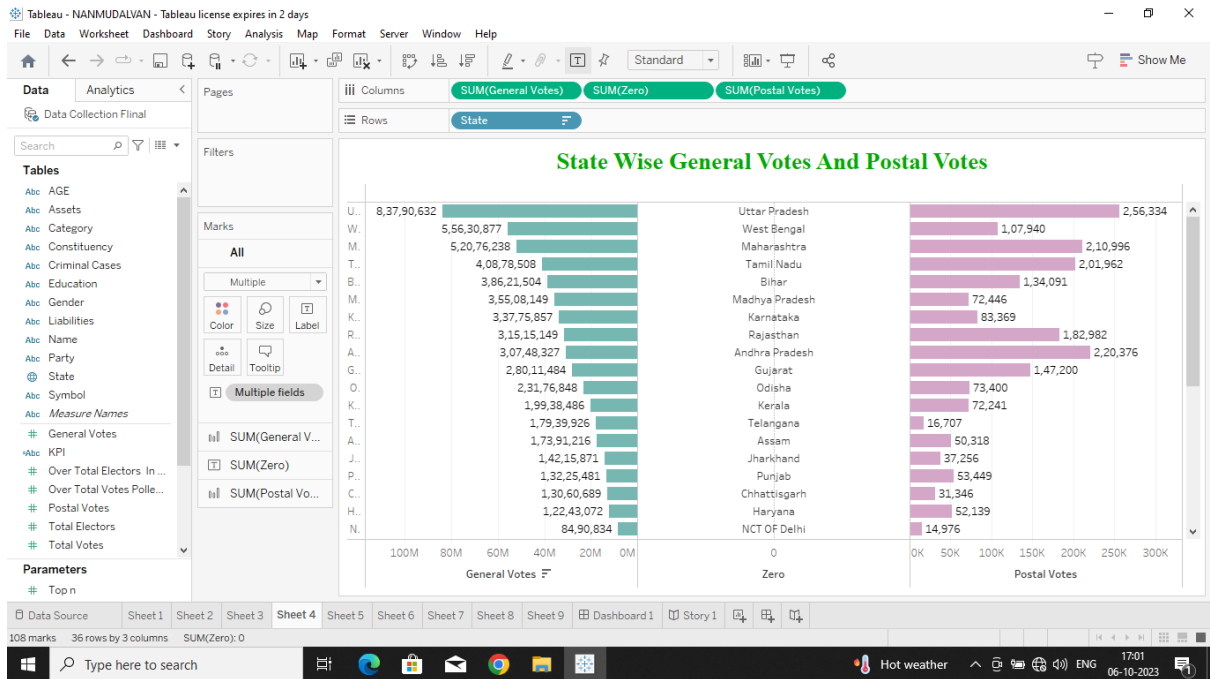 Tableau - NANMUDALVAN - Tableau license expires in 2 days
File Data Worksheet Dashboard Story Analysis Map Format Server Window Help
Standard
Show Me
Data Analytics
Data Collection Flinal
Search
Tables
Abc AGE
Abc Assets
Abc Category
Abc Constituency
Abc Criminal Cases
Abc Education
Abc Gender
Abc Liabilities
Abc Name
Abc Party
State
Abc Symbol
Abc Measure Names
# General Votes
=Abc KPI
# Over Total Electors In ...
# Over Total Votes Polle...
# Postal Votes
# Total Electors
# Total Votes
Parameters
# Top n
Pages
Filters
Marks
All
Multiple
Color Size Label
Detail Tooltip
Multiple fields
SUM(General V...
SUM(Zero)
SUM(Postal Vo...
Columns SUM(General Votes) SUM(Zero) SUM(Postal Votes)
Rows State
State Wise General Votes And Postal Votes
U.. 8,37,90,632 Uttar Pradesh 2,56,334
W. 5,56,30,877 West Bengal 1,07,940
M. 5,20,76,238 Maharashtra 2,10,996
T.. 4,08,78,508 Tamil Nadu 2,01,962
B.. 3,86,21,504 Bihar 1,34,091
M. 3,55,08,149 Madhya Pradesh 72,446
K.. 3,37,75,857 Karnataka 83,369
R.. 3,15,15,149 Rajasthan 1,82,982
A.. 3,07,48,327 Andhra Pradesh 2,20,376
G.. 2,80,11,484 Gujarat 1,47,200
O. 2,31,76,848 Odisha 73,400
K.. 1,99,38,486 Kerala 72,241
T.. 1,79,39,926 Telangana 16,707
A.. 1,73,91,216 Assam 50,318
J.. 1,42,15,871 Jharkhand 37,256
P.. 1,32,25,481 Punjab 53,449
C.. 1,30,60,689 Chhattisgarh 31,346
H.. 1,22,43,072 Haryana 52,139
N. 84,90,834 NCT OF Delhi 14,976
100M 80M 60M 40M 20M 0M 0 0K 50K 100K 150K 200K 250K 300K
General Votes Zero Postal Votes
Data Source Sheet 1 Sheet 2 Sheet 3 Sheet 4 Sheet 5 Sheet 6 Sheet 7 Sheet 8 Sheet 9 Dashboard 1 Story 1
108 marks 36 rows by 3 columns SUM(Zero): 0
Type here to search
Hot weather
ENG
17:01
06-10-2023
1